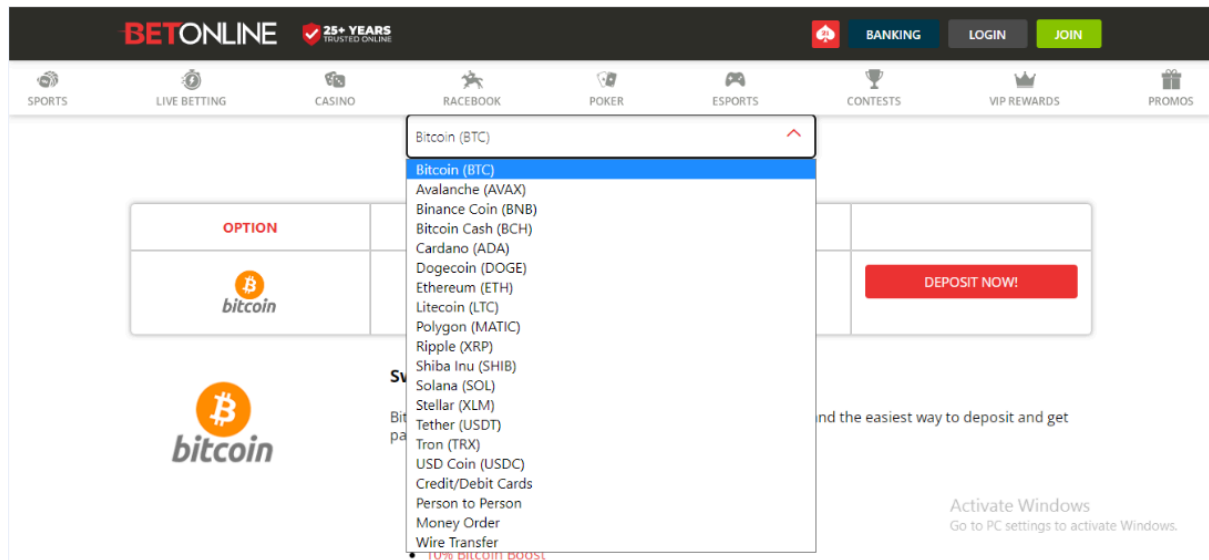 BETONLINE
25+ YEARS
TRUSTED ONLINE
BANKING
LOGIN
JOIN
SPORTS
LIVE BETTING
CASINO
RACEBOOK
POKER
ESPORTS
CONTESTS
VIP REWARDS
PROMOS
Bitcoin (BTC)
Bitcoin (BTC)
Avalanche (AVAX)
Binance Coin (BNB)
Bitcoin Cash (BCH)
Cardano (ADA)
Dogecoin (DOGE)
Ethereum (ETH)
Litecoin (LTC)
Polygon (MATIC)
Ripple (XRP)
Shiba Inu (SHIB)
Solana (SOL)
Stellar (XLM)
Tether (USDT)
Tron (TRX)
USD Coin (USDC)
Credit/Debit Cards
Person to Person
Money Order
Wire Transfer
OPTION
bitcoin
DEPOSIT NOW!
bitcoin
the easiest way to deposit and get
10% Bitcoin Boost
Activate Windows
Go to PC settings to activate Windows.